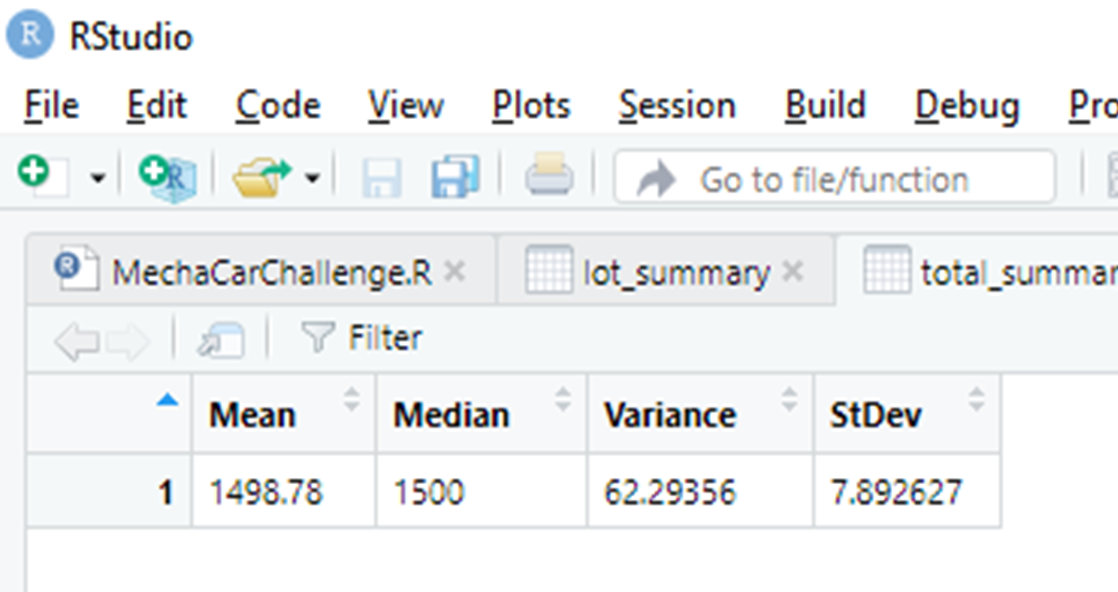 R RStudio
File Edit Code View Plots Session Build Debug Pro
R Go to file/function
R MechaCarChallenge.R lot_summary total_summar
Filter
Mean Median Variance StDev
1 1498.78 1500 62.29356 7.892627